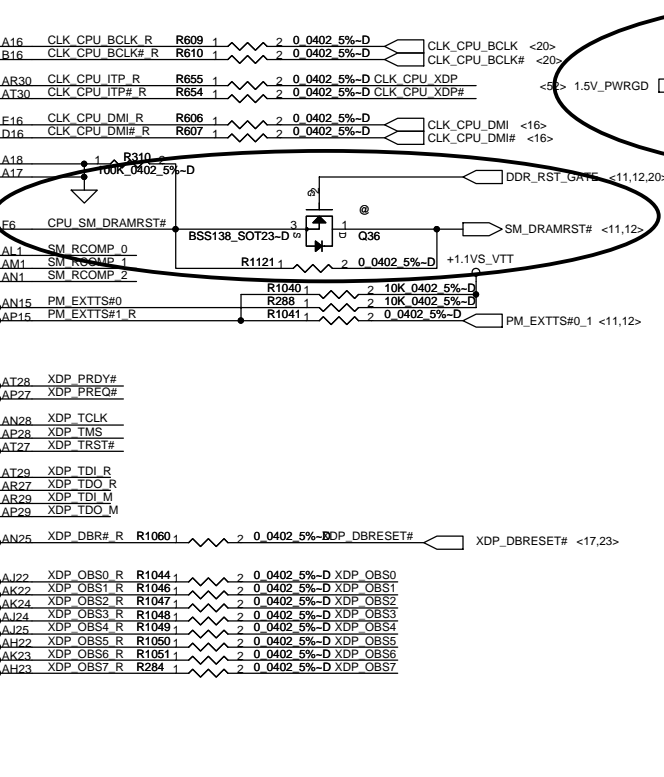 A16 CLK_CPU_BCLK_R R609 1 2 0_0402_5%~D CLK_CPU_BCLK <20>
B16 CLK_CPU_BCLK#_R R610 1 2 0_0402_5%~D CLK_CPU_BCLK# <20>
AR30 CLK_CPU_ITP_R R655 1 2 0_0402_5%~D CLK_CPU_XDP
1.5V_PWRGD
AT30 CLK_CPU_ITP#_R R654 1 2 0_0402_5%~D CLK_CPU_XDP#
E16 CLK_CPU_DMI_R R606 1 2 0_0402_5%~D CLK_CPU_DMI <16>
D16 CLK_CPU_DMI#_R R607 1 2 0_0402_5%~D CLK_CPU_DMI# <16>
A18 1 R310 2
A17 100K_0402_5%~D
DDR_RST_GATE <11,12,20>
2 G
@
F6 CPU_SM_DRAMRST# 3 S 1 D SM_DRAMRST# <11,12>
BSS138_SOT23~D Q36
AL1 SM_RCOMP_0
AM1 SM_RCOMP_1 R1121 1 2 0_0402_5%~D +1.1VS_VTT
AN1 SM_RCOMP_2
R1040 1 2 10K_0402_5%~D
AN15 PM_EXTTS#0 R288 1 2 10K_0402_5%~D
AP15 PM_EXTTS#1_R R1041 1 2 0_0402_5%~D PM_EXTTS#0_1 <11,12>
AT28 XDP_PRDY#
AP27 XDP_PREQ#
AN28 XDP_TCLK
AP28 XDP_TMS
AT27 XDP_TRST#
AT29 XDP_TDI_R
AR27 XDP_TDO_R
AR29 XDP_TDI_M
AP29 XDP_TDO_M
AN25 XDP_DBR#_R R1060 1 2 0_0402_5%~D XDP_DBRESET# XDP_DBRESET# <17,23>
AJ22 XDP_OBS0_R R1044 1 2 0_0402_5%~D XDP_OBS0
AK22 XDP_OBS1_R R1046 1 2 0_0402_5%~D XDP_OBS1
AK24 XDP_OBS2_R R1047 1 2 0_0402_5%~D XDP_OBS2
AJ24 XDP_OBS3_R R1048 1 2 0_0402_5%~D XDP_OBS3
AJ25 XDP_OBS4_R R1049 1 2 0_0402_5%~D XDP_OBS4
AH22 XDP_OBS5_R R1050 1 2 0_0402_5%~D XDP_OBS5
AK23 XDP_OBS6_R R1051 1 2 0_0402_5%~D XDP_OBS6
AH23 XDP_OBS7_R R284 1 2 0_0402_5%~D XDP_OBS7